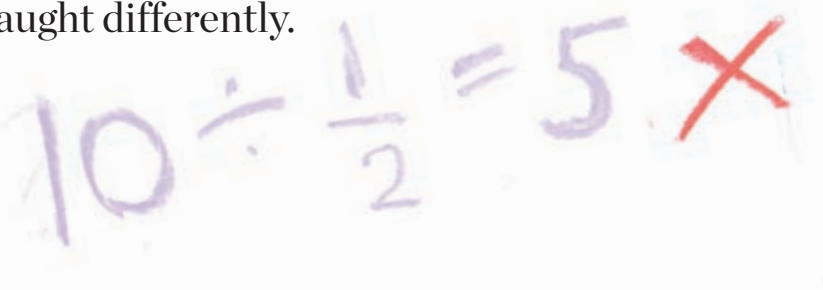 aught differently.
10 ÷ 1/2 = 5 ✗